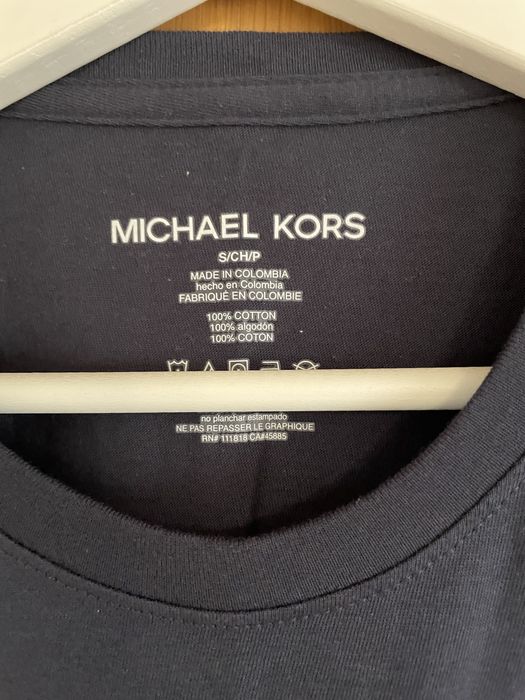 MICHAEL KORS
S/CH/P
MADE IN COLOMBIA
hecho en Colombia
FABRIQUÉ EN COLOMBIE
100% COTTON
100% algodón
100% COTON
no planchar estampado
NE PAS REPASSER LE GRAPHIQUE
RN# 111818 CA#45885